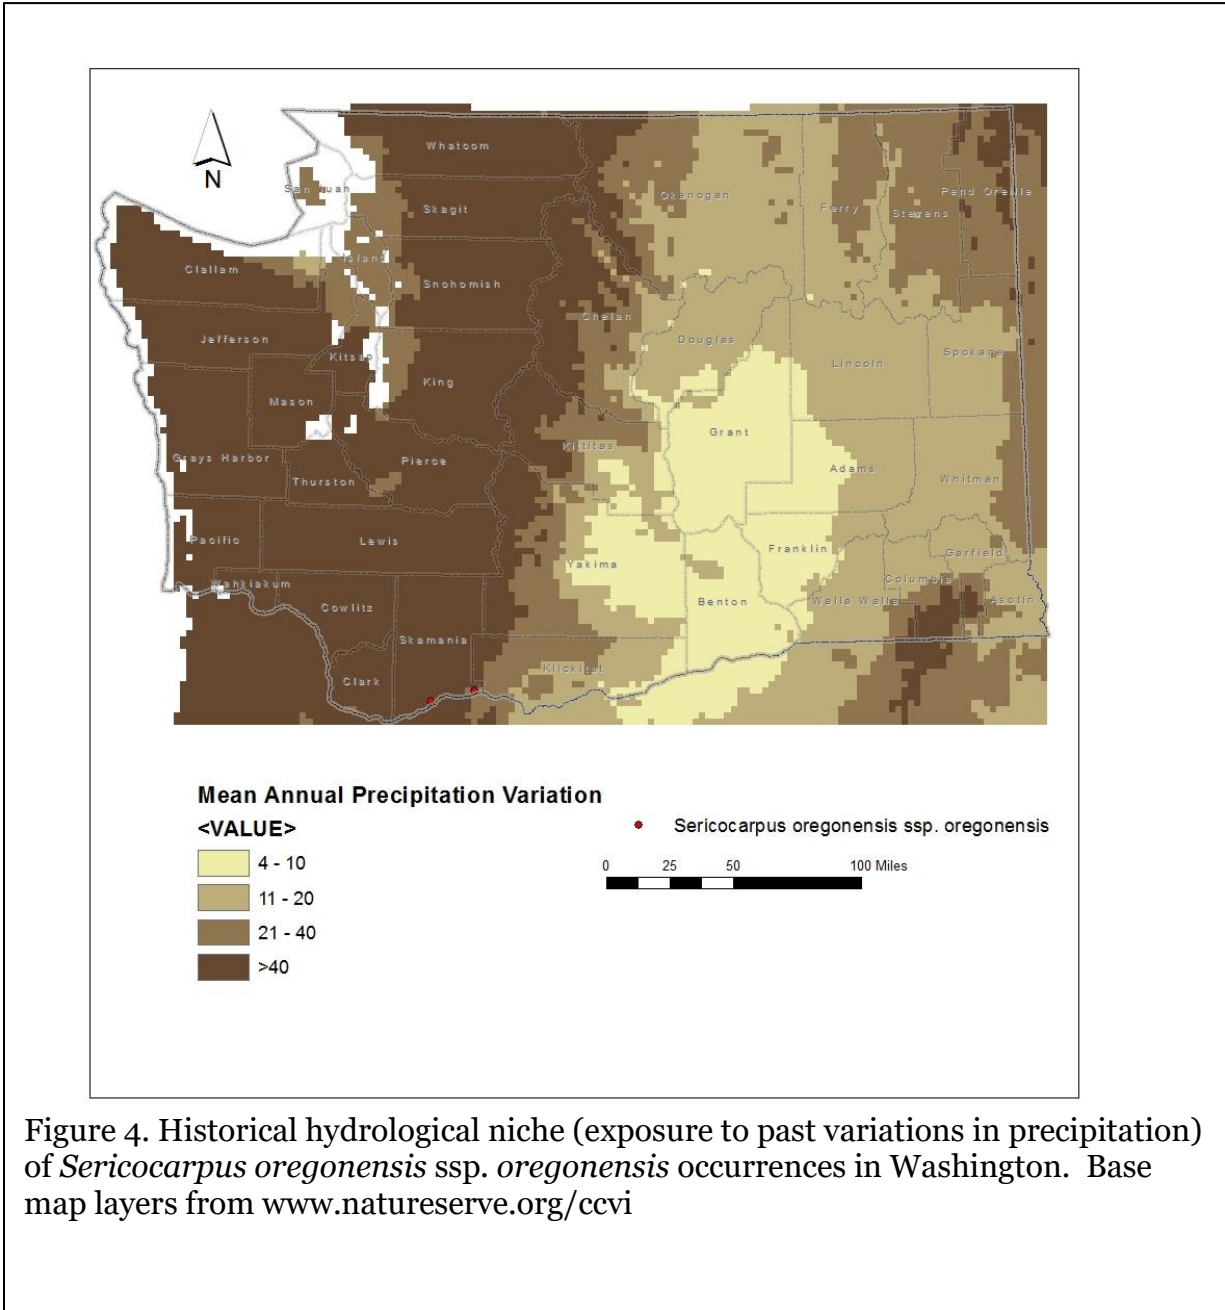 N
Whatcom
San Juan
Skagit
Okanogan
Ferry
Stevens
Pend Oreille
Island
Clallam
Snohomish
Chelan
Jefferson
Kitsap
Douglas
Lincoln
Spokane
King
Mason
Grant
Kittitas
Grays Harbor
Pierce
Adams
Thurston
Whitman
Pacific
Lewis
Franklin
Garfield
Yakima
Columbia
Wahkiakum
Cowlitz
Benton
Walla Walla
Asotin
Skamania
Klickitat
Clark
Mean Annual Precipitation Variation
<VALUE>
4 - 10
11 - 20
21 - 40
>40
Sericocarpus oregonensis ssp. oregonensis
0 25 50 100 Miles
Figure 4. Historical hydrological niche (exposure to past variations in precipitation)
of Sericocarpus oregonensis ssp. oregonensis occurrences in Washington. Base
map layers from www.natureserve.org/ccvi